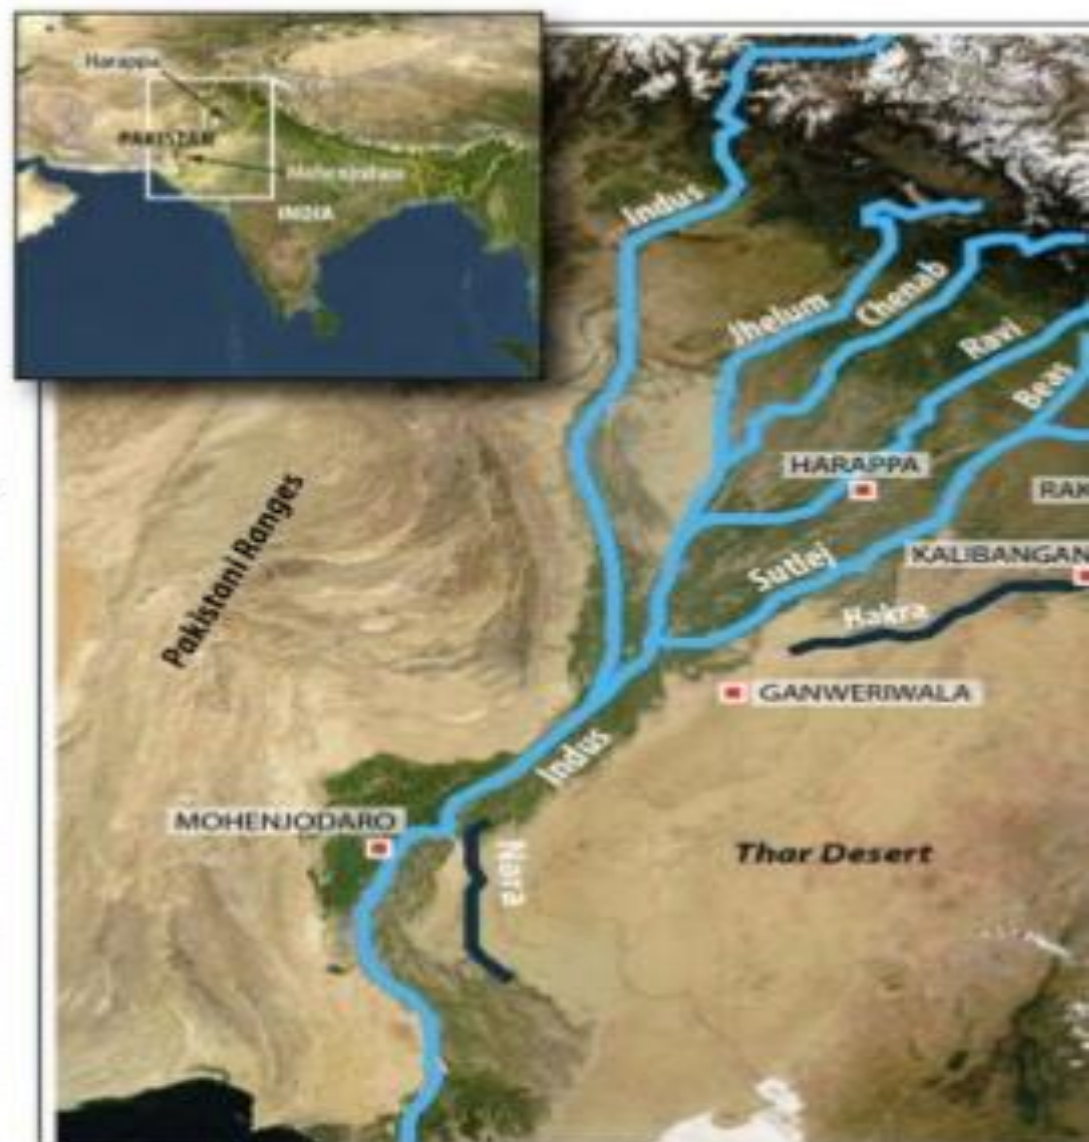 Harappa
PAKISTAN
Mohenjodaro
INDIA
Indus
Jhelum
Chenab
Ravi
Beas
HARAPPA
RAK
KALIBANGAN
Sutlej
Hakra
Pakistani Ranges
GANWERIWALA
Indus
MOHENJODARO
Nara
Thar Desert